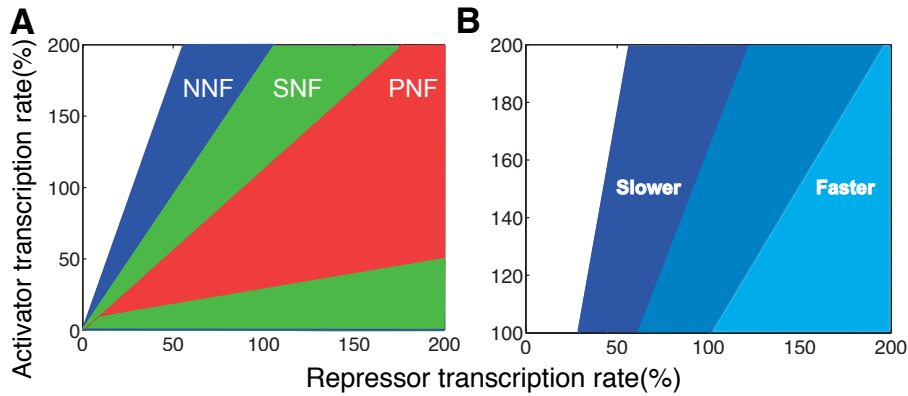 A
B
Activator transcription rate(%)
200
150
100
50
0
NNF
SNF
PNF
0
50
100
150
200
200
180
160
140
120
100
Slower
Faster
0
50
100
150
200
Repressor transcription rate(%)